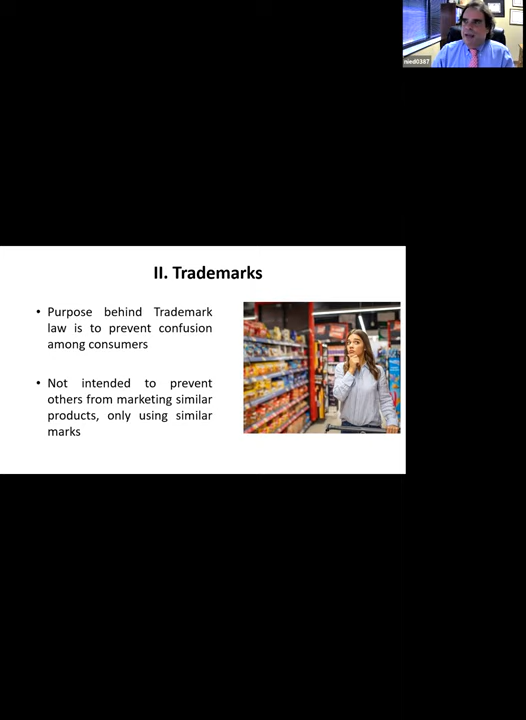 nied0387
II. Trademarks
• Purpose behind Trademark
law is to prevent confusion
among consumers
• Not intended to prevent
others from marketing similar
products, only using similar
marks